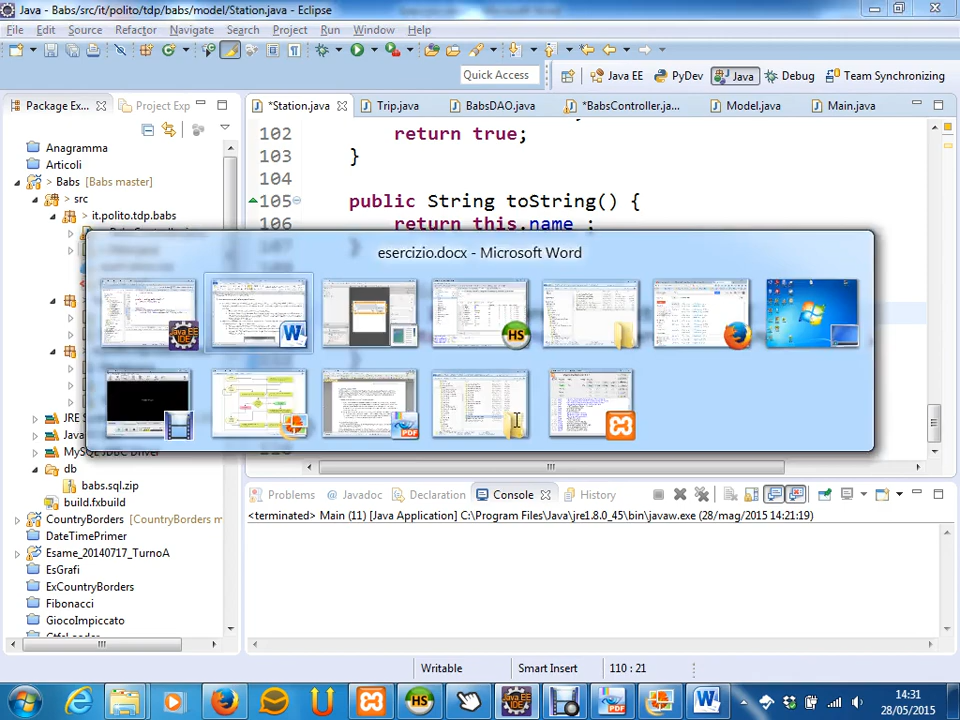 Java - Babs/src/it/polito/tdp/babs/model/Station.java - Eclipse
File Edit Source Refactor Navigate Search Project Run Window Help
Quick Access Java EE PyDev Java Debug Team Synchronizing
Package Ex... Project Exp *Station.java Trip.java BabsDAO.java *BabsController.ja... Model.java Main.java
Anagramma
Articoli
> Babs [Babs master]
> src
> it.polito.tdp.babs
102
103 return true;
104 }
105 public String toString() {
106 return this.name ;
esercizio.docx - Microsoft Word
JRE
Java
MySQL JDBC Driver
db
babs.sql.zip
build.fxbuild
CountryBorders [CountryBorders m
DateTimePrimer
Esame_20140717_TurnoA
EsGrafi
ExCountryBorders
Fibonacci
GiocoImpiccato
GtfsLoader
Problems Javadoc Declaration Console History
<terminated> Main (11) [Java Application] C:\Program Files\Java\jre1.8.0_45\bin\javaw.exe (28/mag/2015 14:21:19)
Writable Smart Insert 110 : 21
14:31
28/05/2015